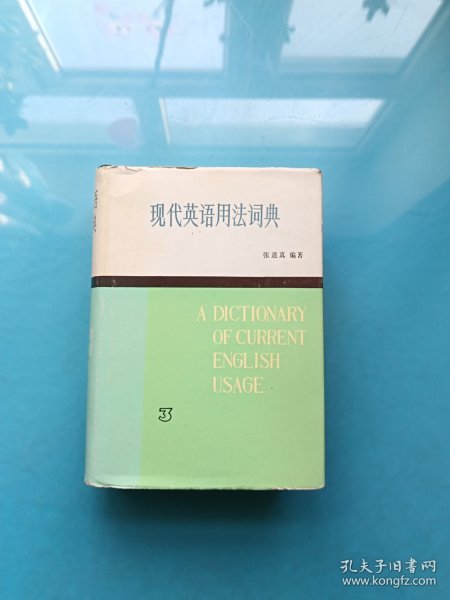 现代英语用法词典
张道真 编著
A DICTIONARY
OF CURRENT
ENGLISH
USAGE
3
孔夫子旧书网
www.kongfz.com